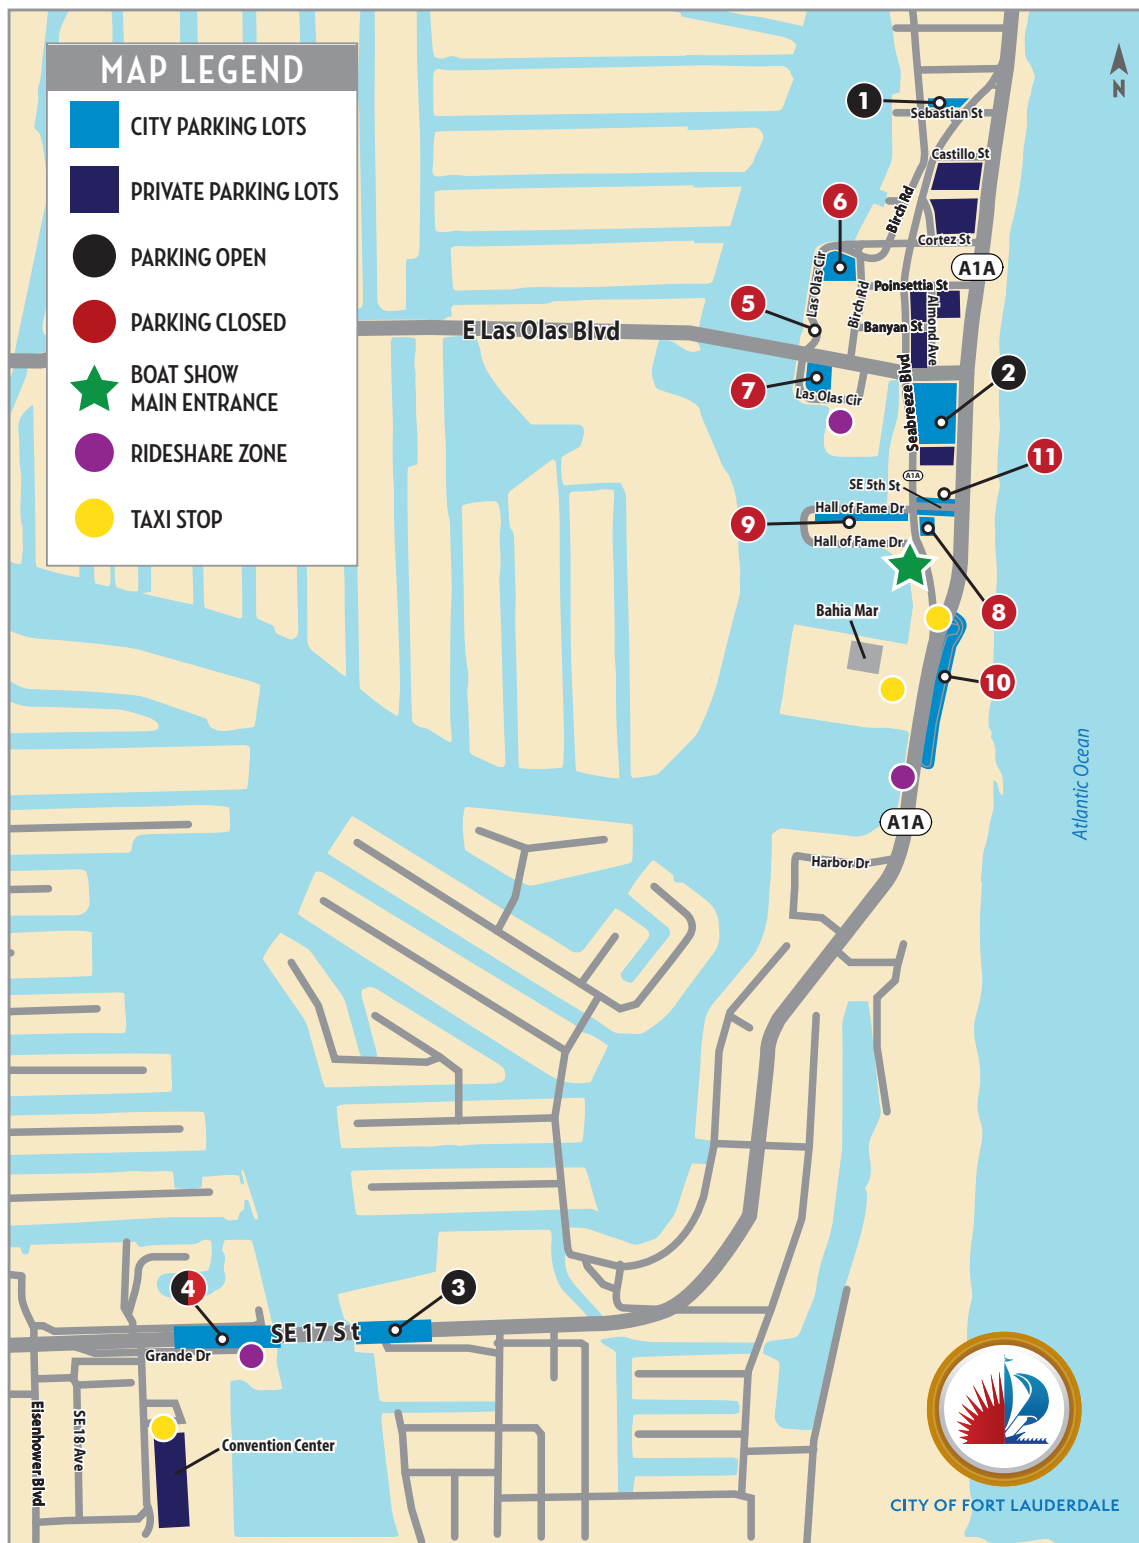 MAP LEGEND
CITY PARKING LOTS
PRIVATE PARKING LOTS
PARKING OPEN
PARKING CLOSED
BOAT SHOW
MAIN ENTRANCE
RIDESHARE ZONE
TAXI STOP
N
1
Sebastian St
Castillo St
6
Birch Rd
Cortez St
A1A
Las Olas Cir
Poinsettia St
5
Birch Rd
Almond Ave
Banyan St
E Las Olas Blvd
2
7
Seabreeze Blvd
Las Olas Cir
11
A1A
SE 5th St
Hall of Fame Dr
9
Hall of Fame Dr
8
Bahia Mar
10
Atlantic Ocean
A1A
Harbor Dr
4
3
SE 17 St
Grande Dr
Eisenhower Blvd
SE 18 Ave
Convention Center
CITY OF FORT LAUDERDALE